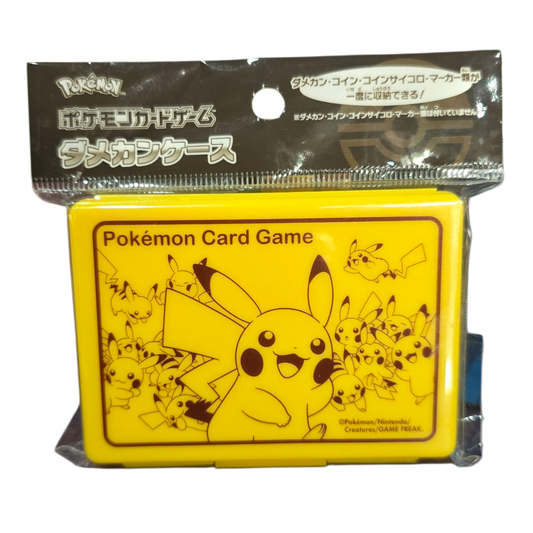 Pokémon
ポケモンカードゲーム
ダメカンケース
ダメカン・コイン・コインサイコロ・マーカー類が
一度に収納できる!
※ダメカン・コイン・コインサイコロ・マーカー類は付いていません。
Pokémon Card Game
©Pokémon/Nintendo/
Creatures/GAME FREAK.